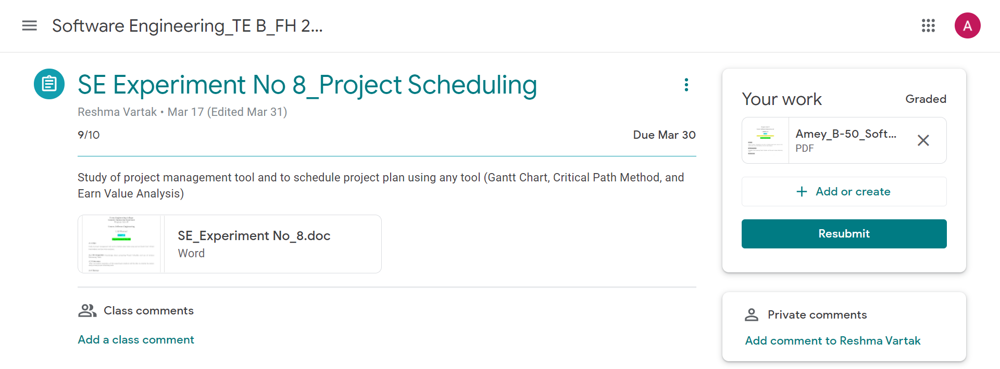 Software Engineering_TE B_FH 2...
A
SE Experiment No 8_Project Scheduling
Reshma Vartak • Mar 17 (Edited Mar 31)
9/10
Due Mar 30
Study of project management tool and to schedule project plan using any tool (Gantt Chart, Critical Path Method, and
Earn Value Analysis)
SE_Experiment No_8.doc
Word
Class comments
Add a class comment
Your work
Graded
Amey_B-50_Soft...
PDF
Add or create
Resubmit
Private comments
Add comment to Reshma Vartak